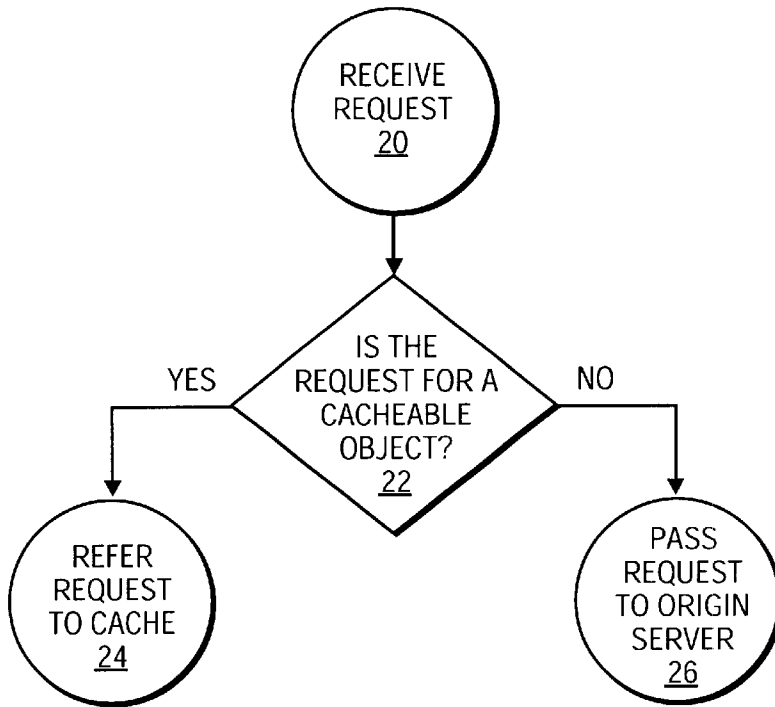 RECEIVE
REQUEST
20
IS THE
REQUEST FOR A
CACHEABLE
OBJECT?
22
YES
NO
REFER
REQUEST
TO CACHE
24
PASS
REQUEST
TO ORIGIN
SERVER
26